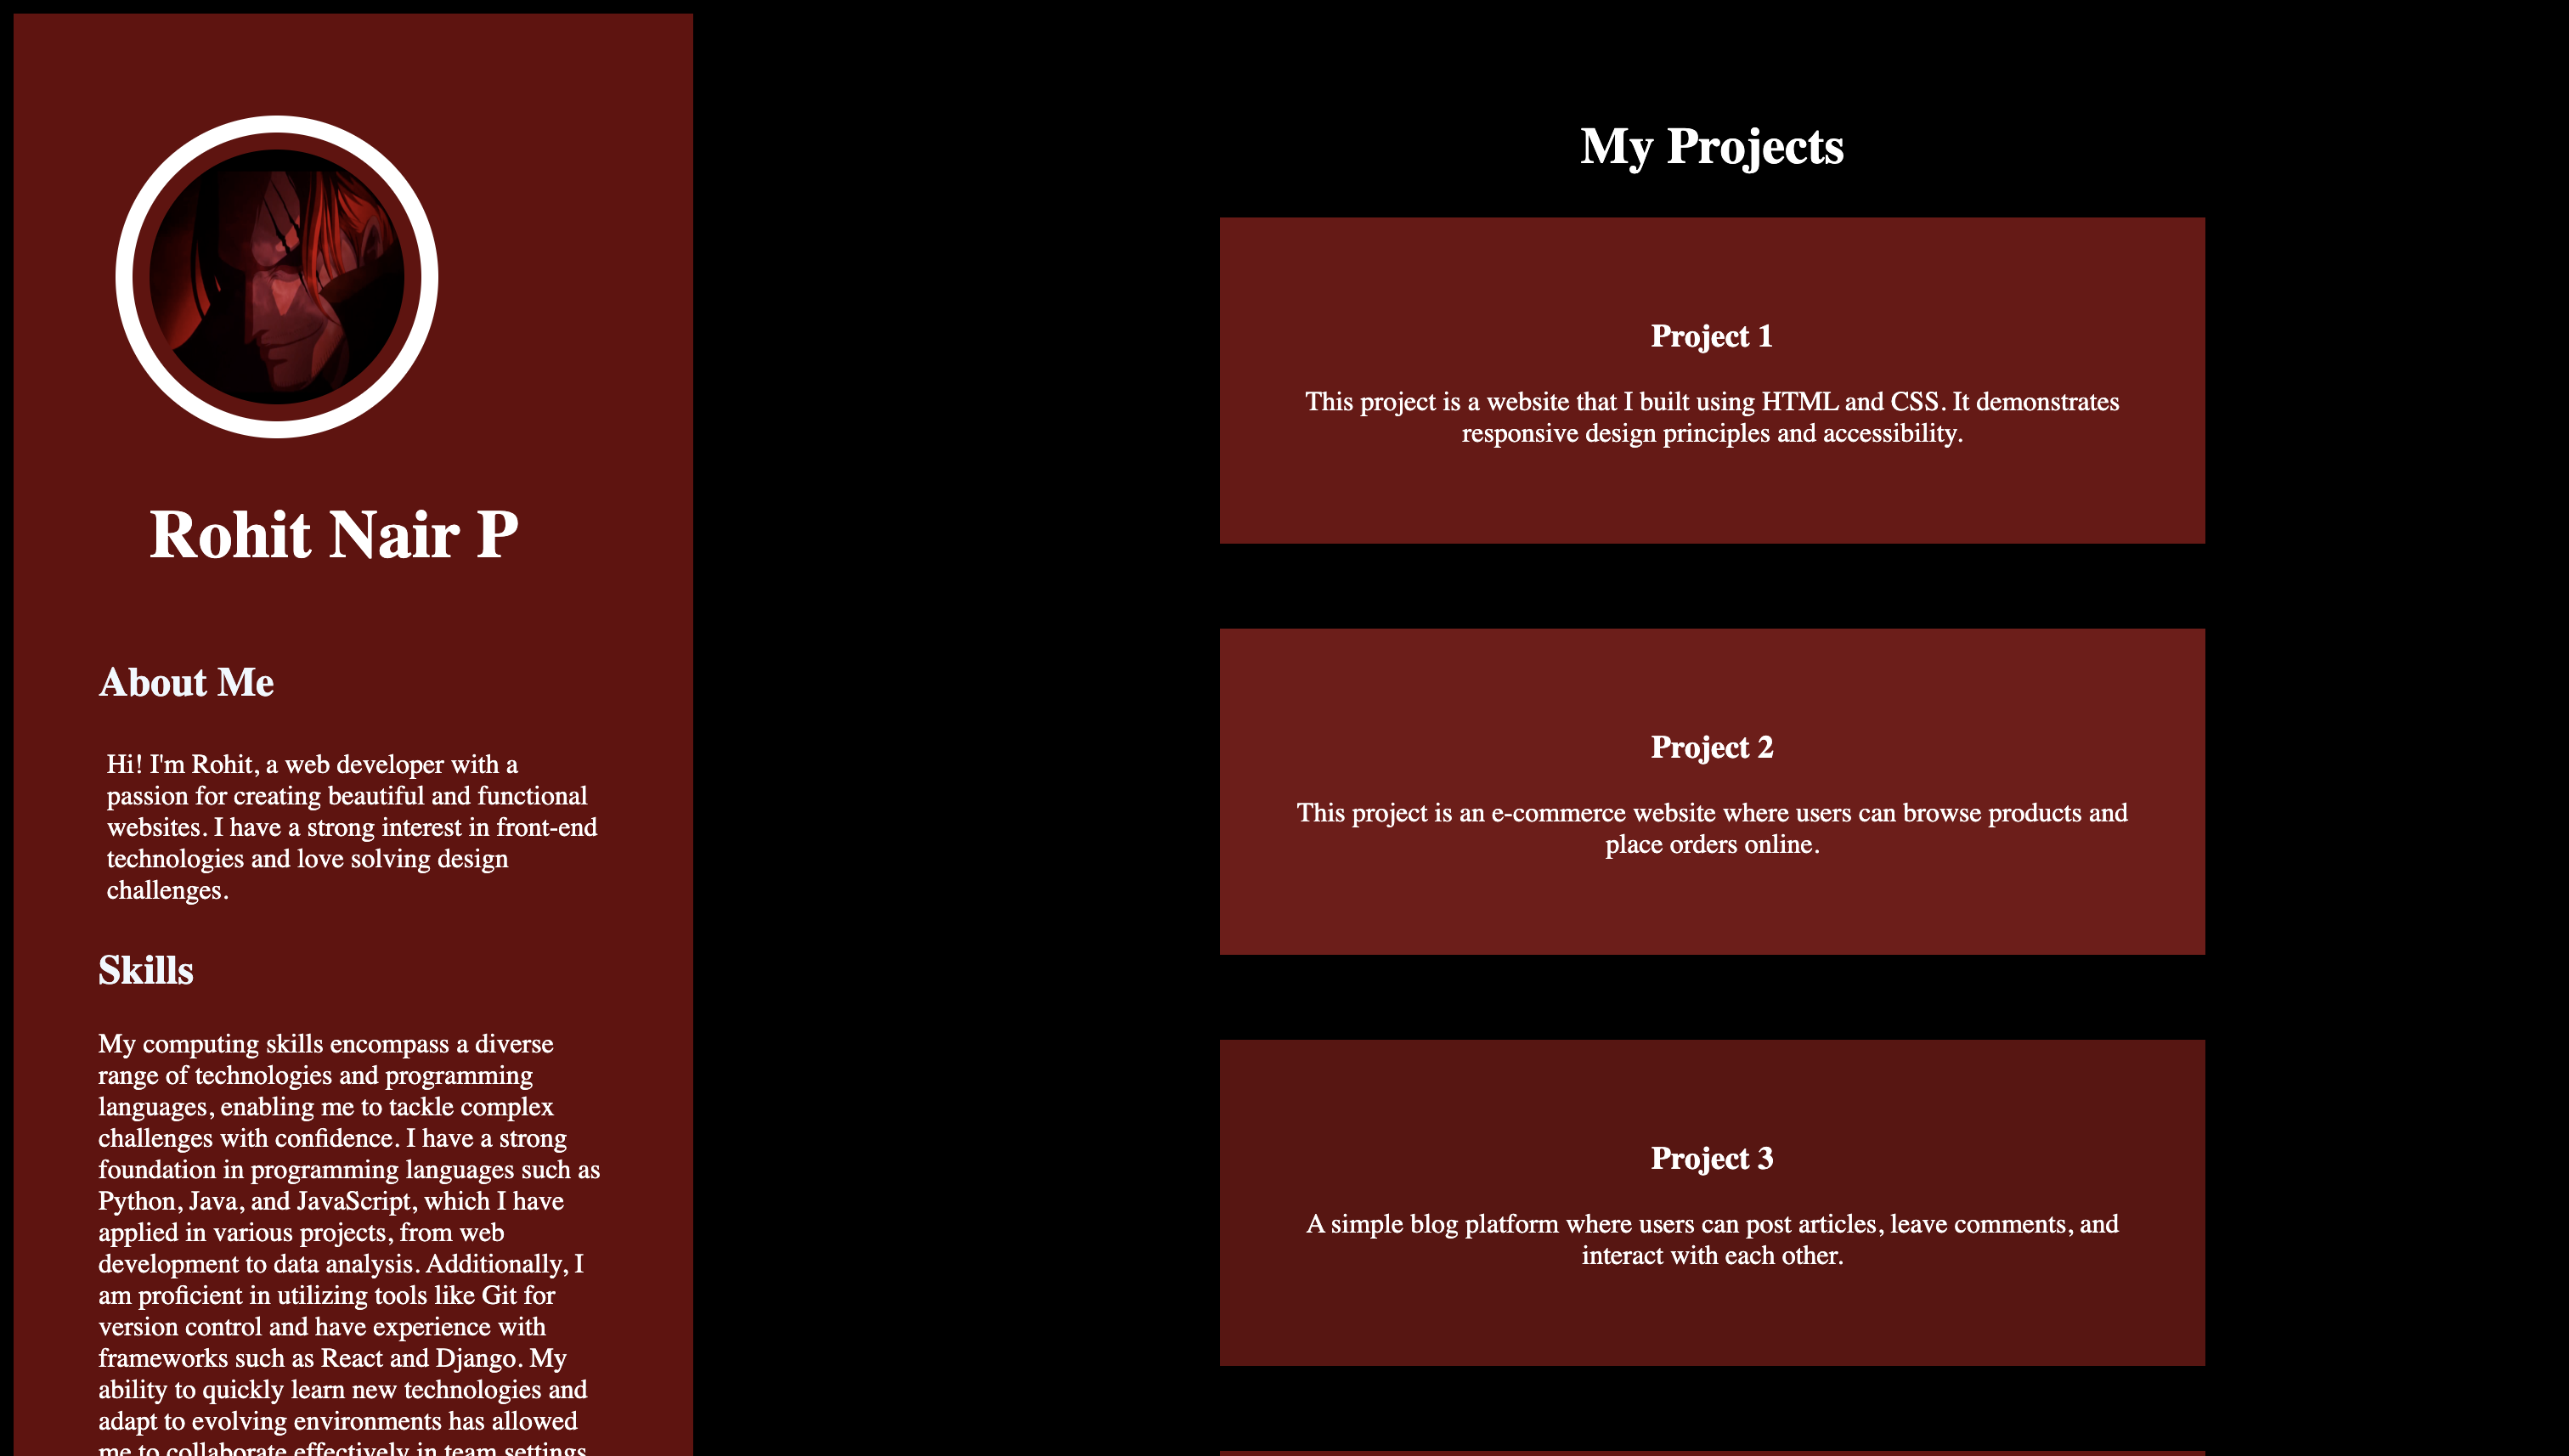 Rohit Nair P
About Me
Hi! I'm Rohit, a web developer with a
passion for creating beautiful and functional
websites. I have a strong interest in front-end
technologies and love solving design
challenges.
Skills
My computing skills encompass a diverse
range of technologies and programming
languages, enabling me to tackle complex
challenges with confidence. I have a strong
foundation in programming languages such as
Python, Java, and JavaScript, which I have
applied in various projects, from web
development to data analysis. Additionally, I
am proficient in utilizing tools like Git for
version control and have experience with
frameworks such as React and Django. My
ability to quickly learn new technologies and
adapt to evolving environments has allowed
me to collaborate effectively in team settings
My Projects
Project 1
This project is a website that I built using HTML and CSS. It demonstrates
responsive design principles and accessibility.
Project 2
This project is an e-commerce website where users can browse products and
place orders online.
Project 3
A simple blog platform where users can post articles, leave comments, and
interact with each other.